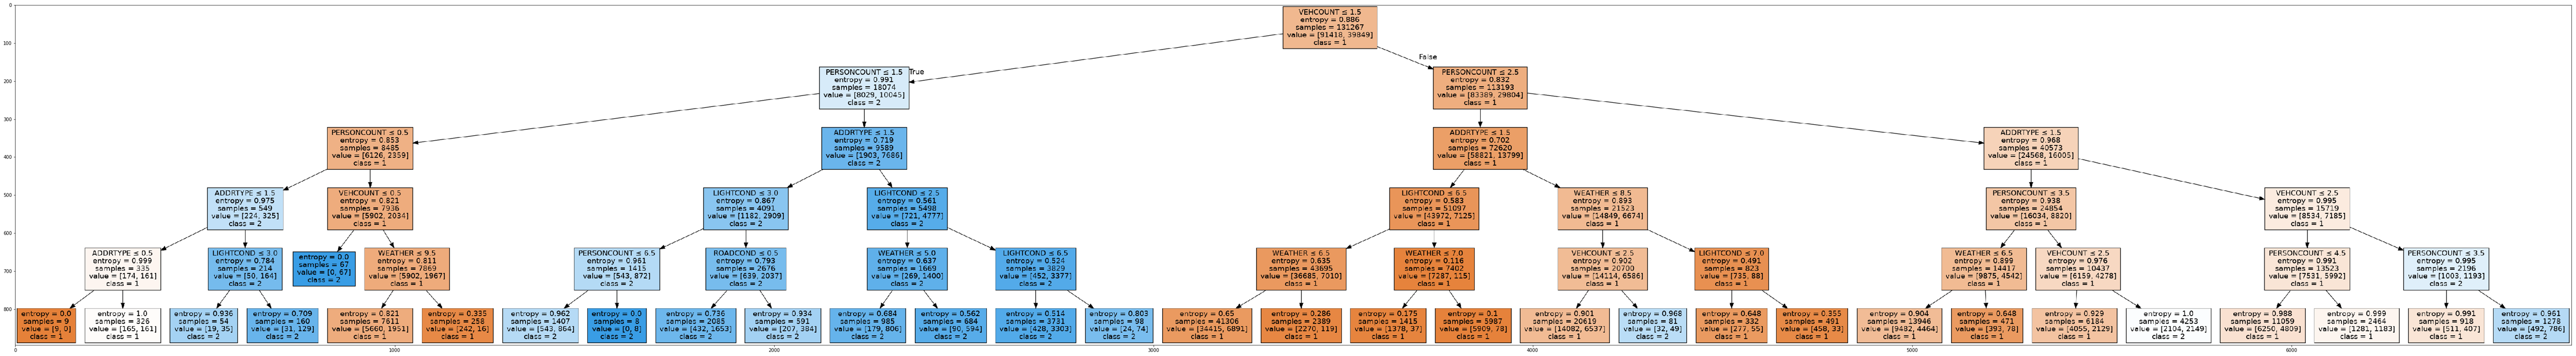 0
100
200
300
400
500
600
700
800
0
1000
2000
3000
4000
5000
6000
VEHCOUNT ≤ 1.5
entropy = 0.886
samples = 131267
value = [91418, 39849]
class = 1
True
False
PERSONCOUNT ≤ 1.5
entropy = 0.991
samples = 18074
value = [8029, 10045]
class = 2
PERSONCOUNT ≤ 2.5
entropy = 0.832
samples = 113193
value = [83389, 29804]
class = 1
PERSONCOUNT ≤ 0.5
entropy = 0.853
samples = 8485
value = [6126, 2359]
class = 1
ADDRTYPE ≤ 1.5
entropy = 0.719
samples = 9589
value = [1903, 7686]
class = 2
ADDRTYPE ≤ 1.5
entropy = 0.702
samples = 72620
value = [58821, 13799]
class = 1
ADDRTYPE ≤ 1.5
entropy = 0.968
samples = 40573
value = [24568, 16005]
class = 1
ADDRTYPE ≤ 1.5
entropy = 0.975
samples = 549
value = [224, 325]
class = 2
VEHCOUNT ≤ 0.5
entropy = 0.821
samples = 7936
value = [5902, 2034]
class = 1
LIGHTCOND ≤ 3.0
entropy = 0.867
samples = 4091
value = [1182, 2909]
class = 2
LIGHTCOND ≤ 2.5
entropy = 0.561
samples = 5498
value = [721, 4777]
class = 2
LIGHTCOND ≤ 6.5
entropy = 0.583
samples = 51097
value = [43972, 7125]
class = 1
WEATHER ≤ 8.5
entropy = 0.893
samples = 21523
value = [14849, 6674]
class = 1
PERSONCOUNT ≤ 3.5
entropy = 0.938
samples = 24854
value = [16034, 8820]
class = 1
VEHCOUNT ≤ 2.5
entropy = 0.995
samples = 15719
value = [8534, 7185]
class = 1
ADDRTYPE ≤ 0.5
entropy = 0.999
samples = 335
value = [174, 161]
class = 1
LIGHTCOND ≤ 3.0
entropy = 0.784
samples = 214
value = [50, 164]
class = 2
entropy = 0.0
samples = 67
value = [0, 67]
class = 2
WEATHER ≤ 9.5
entropy = 0.811
samples = 7869
value = [5902, 1967]
class = 1
PERSONCOUNT ≤ 6.5
entropy = 0.961
samples = 1415
value = [543, 872]
class = 2
ROADCOND ≤ 0.5
entropy = 0.793
samples = 2676
value = [639, 2037]
class = 2
WEATHER ≤ 5.0
entropy = 0.637
samples = 1669
value = [269, 1400]
class = 2
LIGHTCOND ≤ 6.5
entropy = 0.524
samples = 3829
value = [452, 3377]
class = 2
WEATHER ≤ 6.5
entropy = 0.635
samples = 43695
value = [36685, 7010]
class = 1
WEATHER ≤ 7.0
entropy = 0.116
samples = 7402
value = [7287, 115]
class = 1
VEHCOUNT ≤ 2.5
entropy = 0.902
samples = 20700
value = [14114, 6586]
class = 1
LIGHTCOND ≤ 7.0
entropy = 0.491
samples = 823
value = [735, 88]
class = 1
WEATHER ≤ 6.5
entropy = 0.899
samples = 14417
value = [9875, 4542]
class = 1
VEHCOUNT ≤ 2.5
entropy = 0.976
samples = 10437
value = [6159, 4278]
class = 1
PERSONCOUNT ≤ 4.5
entropy = 0.991
samples = 13523
value = [7531, 5992]
class = 1
PERSONCOUNT ≤ 3.5
entropy = 0.995
samples = 2196
value = [1003, 1193]
class = 2
entropy = 0.0
samples = 9
value = [9, 0]
class = 1
entropy = 1.0
samples = 326
value = [165, 161]
class = 1
entropy = 0.936
samples = 54
value = [19, 35]
class = 2
entropy = 0.709
samples = 160
value = [31, 129]
class = 2
entropy = 0.821
samples = 7611
value = [5660, 1951]
class = 1
entropy = 0.335
samples = 258
value = [242, 16]
class = 1
entropy = 0.962
samples = 1407
value = [543, 864]
class = 2
entropy = 0.0
samples = 8
value = [0, 8]
class = 2
entropy = 0.736
samples = 2085
value = [432, 1653]
class = 2
entropy = 0.934
samples = 591
value = [207, 384]
class = 2
entropy = 0.684
samples = 985
value = [179, 806]
class = 2
entropy = 0.562
samples = 684
value = [90, 594]
class = 2
entropy = 0.514
samples = 3731
value = [428, 3303]
class = 2
entropy = 0.803
samples = 98
value = [24, 74]
class = 2
entropy = 0.65
samples = 41306
value = [34415, 6891]
class = 1
entropy = 0.286
samples = 2389
value = [2270, 119]
class = 1
entropy = 0.175
samples = 1415
value = [1378, 37]
class = 1
entropy = 0.1
samples = 5987
value = [5909, 78]
class = 1
entropy = 0.901
samples = 20619
value = [14082, 6537]
class = 1
entropy = 0.968
samples = 81
value = [32, 49]
class = 2
entropy = 0.648
samples = 332
value = [277, 55]
class = 1
entropy = 0.355
samples = 491
value = [458, 33]
class = 1
entropy = 0.904
samples = 13946
value = [9482, 4464]
class = 1
entropy = 0.648
samples = 471
value = [393, 78]
class = 1
entropy = 0.929
samples = 6184
value = [4055, 2129]
class = 1
entropy = 1.0
samples = 4253
value = [2104, 2149]
class = 2
entropy = 0.988
samples = 11059
value = [6250, 4809]
class = 1
entropy = 0.999
samples = 2464
value = [1281, 1183]
class = 1
entropy = 0.991
samples = 918
value = [511, 407]
class = 1
entropy = 0.961
samples = 1278
value = [492, 786]
class = 2